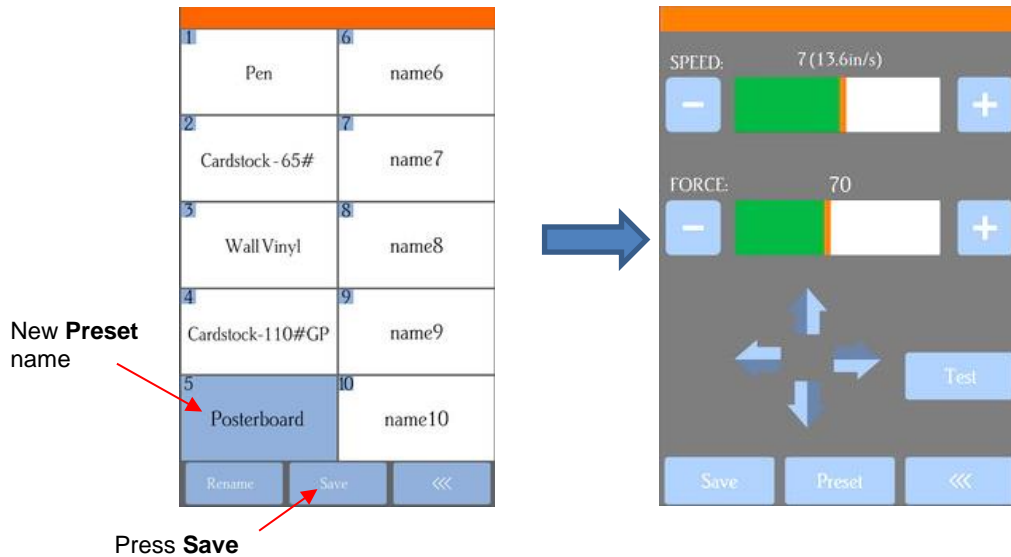 1
Pen
6
name6
2
Cardstock - 65#
7
name7
3
Wall Vinyl
8
name8
4
Cardstock-110#GP
9
name9
5
Posterboard
10
name10
Rename
Save
<<<
New Preset
name
Press Save
SPEED:
7 (13.6in/s)
−
+
FORCE:
70
−
+
Test
Save
Preset
<<<